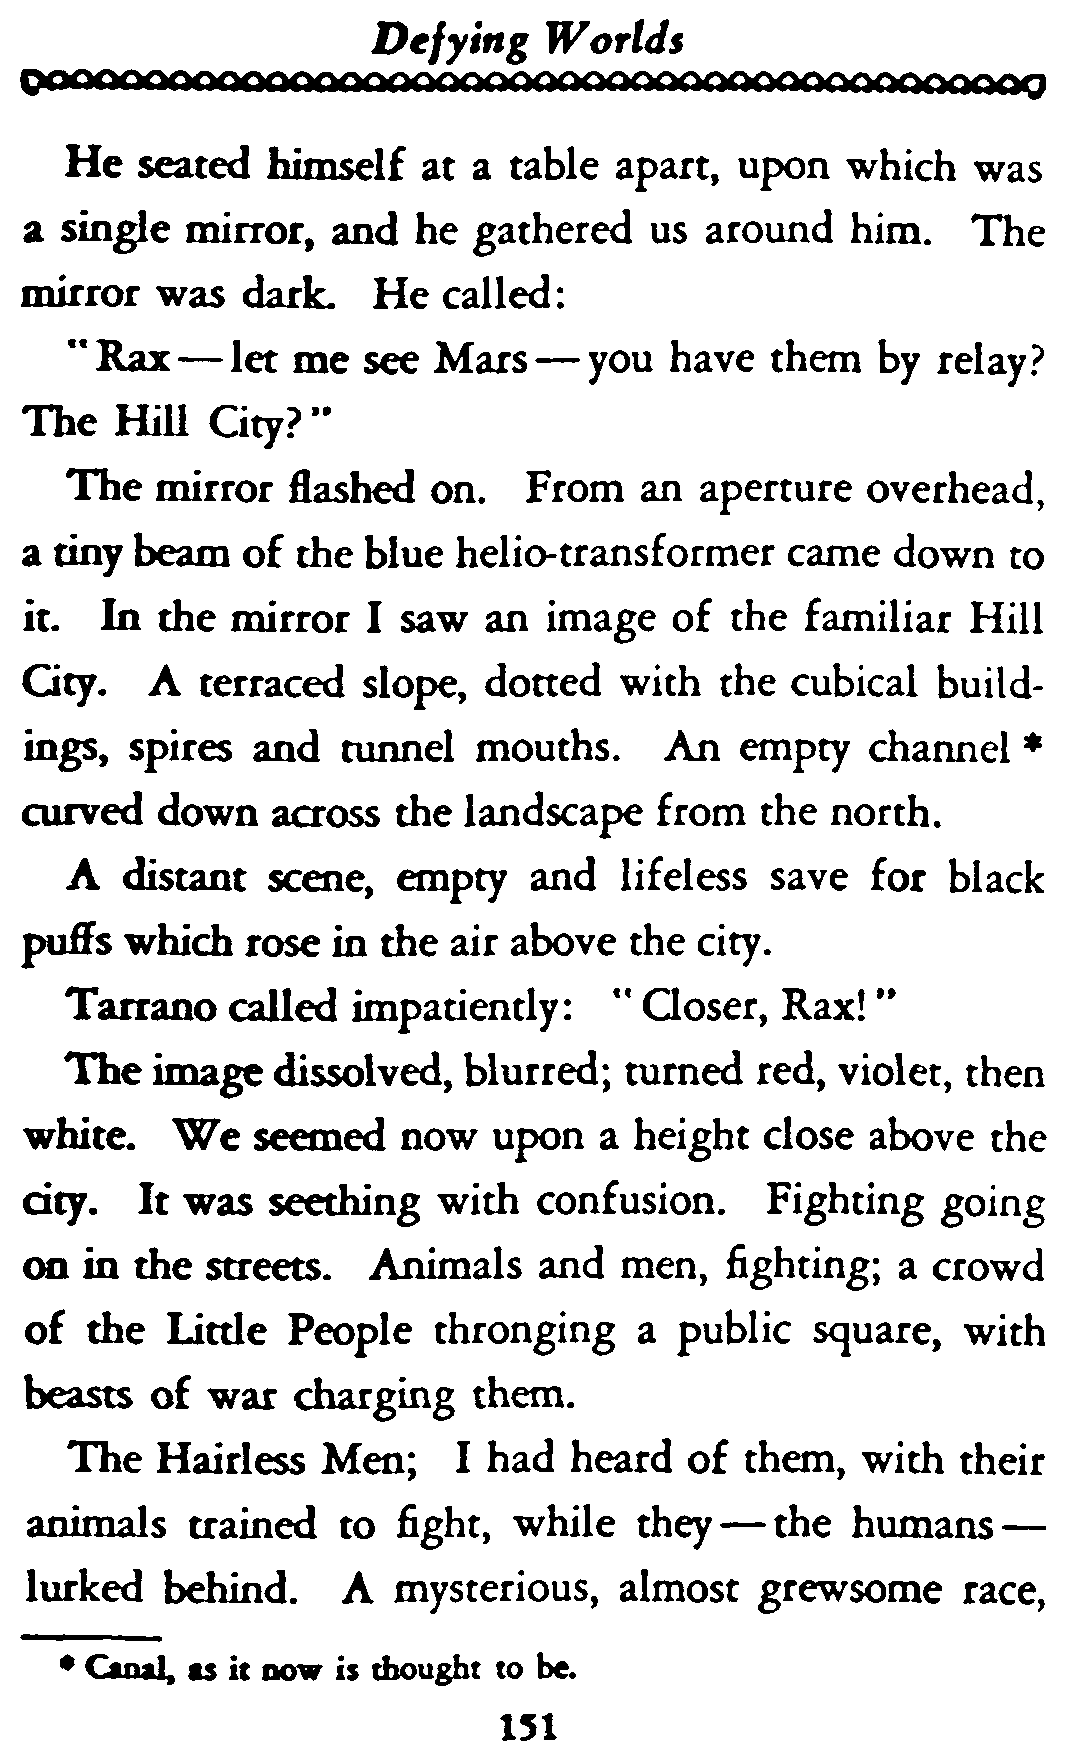 Defying Worlds
He seated himself at a table apart, upon which was
a single mirror, and he gathered us around him. The
mirror was dark. He called:
"Rax—let me see Mars—you have them by relay?
The Hill City?"
The mirror flashed on. From an aperture overhead,
a tiny beam of the blue helio-transformer came down to
it. In the mirror I saw an image of the familiar Hill
City. A terraced slope, dotted with the cubical build-
ings, spires and tunnel mouths. An empty channel *
curved down across the landscape from the north.
A distant scene, empty and lifeless save for black
puffs which rose in the air above the city.
Tarrano called impatiently: "Closer, Rax!"
The image dissolved, blurred; turned red, violet, then
white. We seemed now upon a height close above the
city. It was seething with confusion. Fighting going
on in the streets. Animals and men, fighting; a crowd
of the Little People thronging a public square, with
beasts of war charging them.
The Hairless Men; I had heard of them, with their
animals trained to fight, while they—the humans—
lurked behind. A mysterious, almost grewsome race,
* Canal, as it now is thought to be.
151